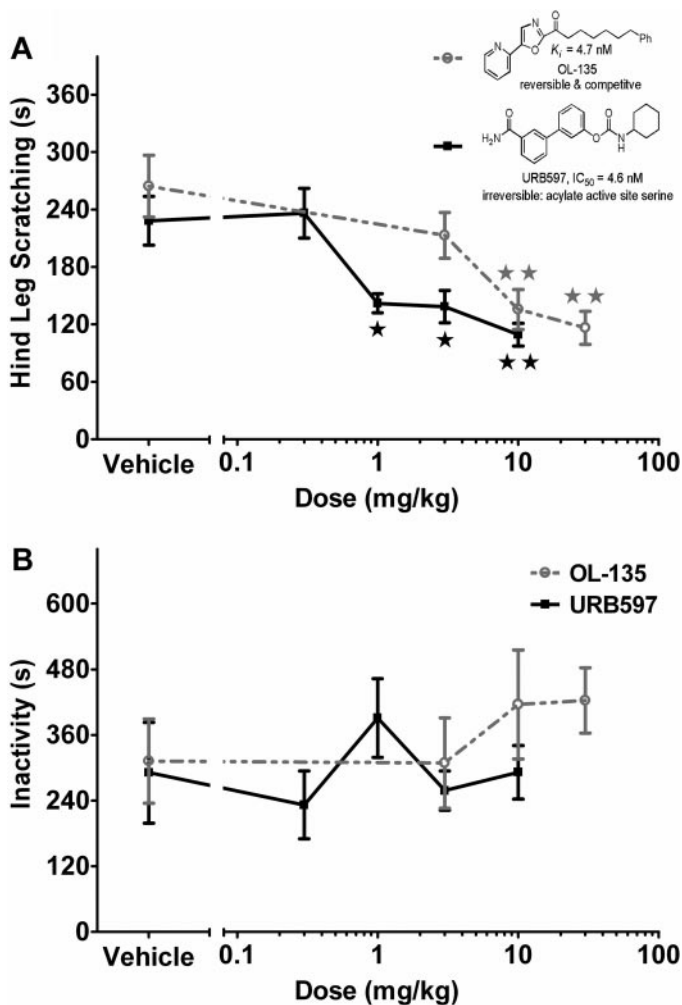 A
O
N
N
O
Ph
Ki = 4.7 nM
OL-135
reversible & competitve
O
H2N
O
O
N
H
URB597, IC50 = 4.6 nM
irreversible: acylate active site serine
Hind Leg Scratching (s)
360
300
240
180
120
60
0
★★
★★
★
★
★★
Vehicle
0.1
1
10
100
Dose (mg/kg)
B
OL-135
URB597
Inactivity (s)
600
480
360
240
120
0
Vehicle
0.1
1
10
100
Dose (mg/kg)